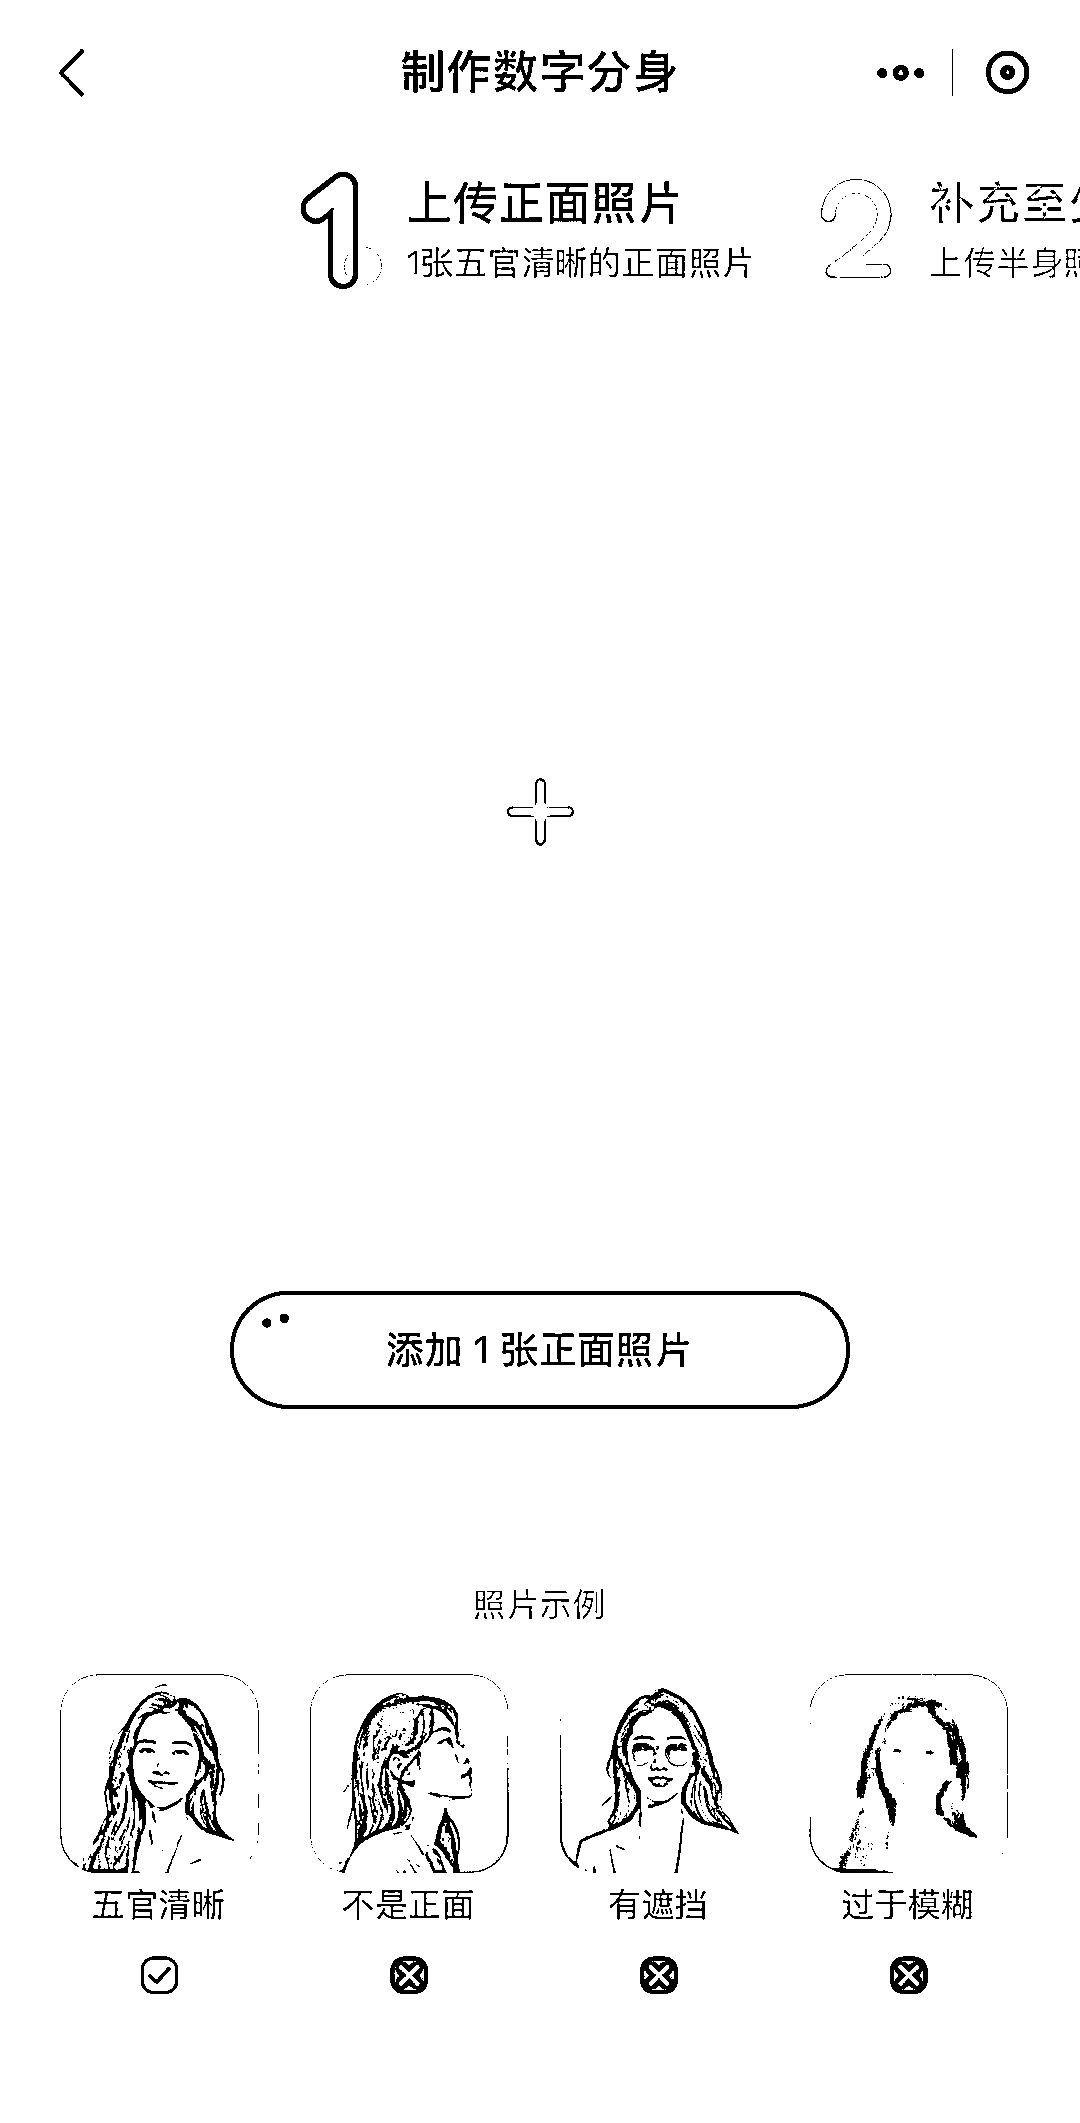 制作数字分身
1 上传正面照片
1张五官清晰的正面照片
2 补充至
上传半身
添加 1 张正面照片
照片示例
五官清晰
不是正面
有遮挡
过于模糊